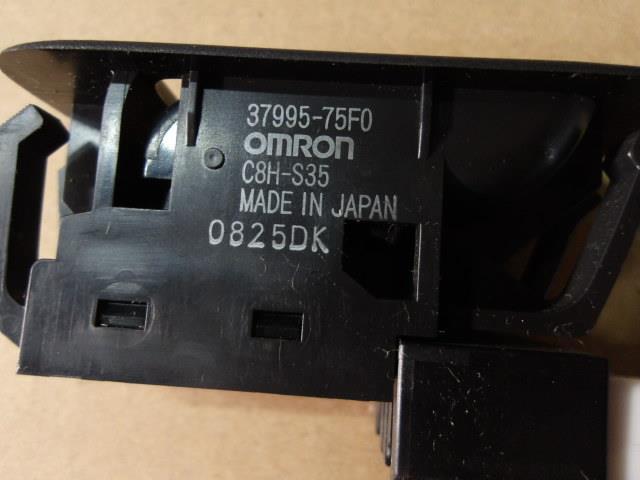 37995-75F0
OMRON
C8H-S35
MADE IN JAPAN
0825DK